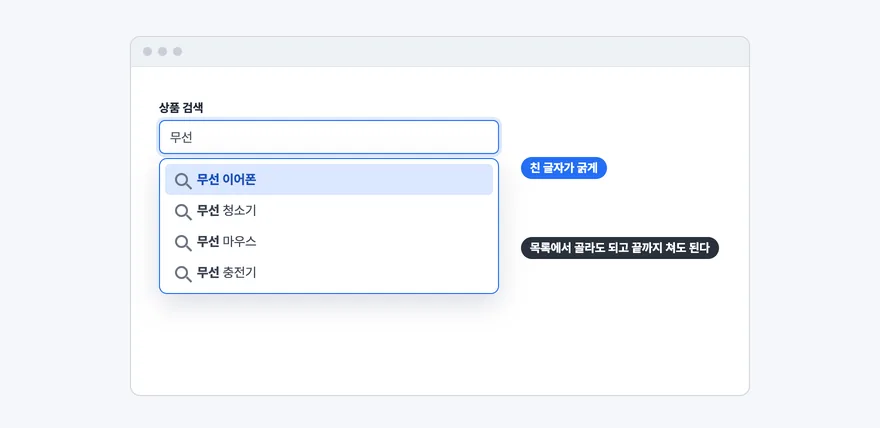 상품 검색
무선
무선 이어폰
친 글자가 굵게
무선 청소기
무선 마우스
목록에서 골라도 되고 끝까지 쳐도 된다
무선 충전기